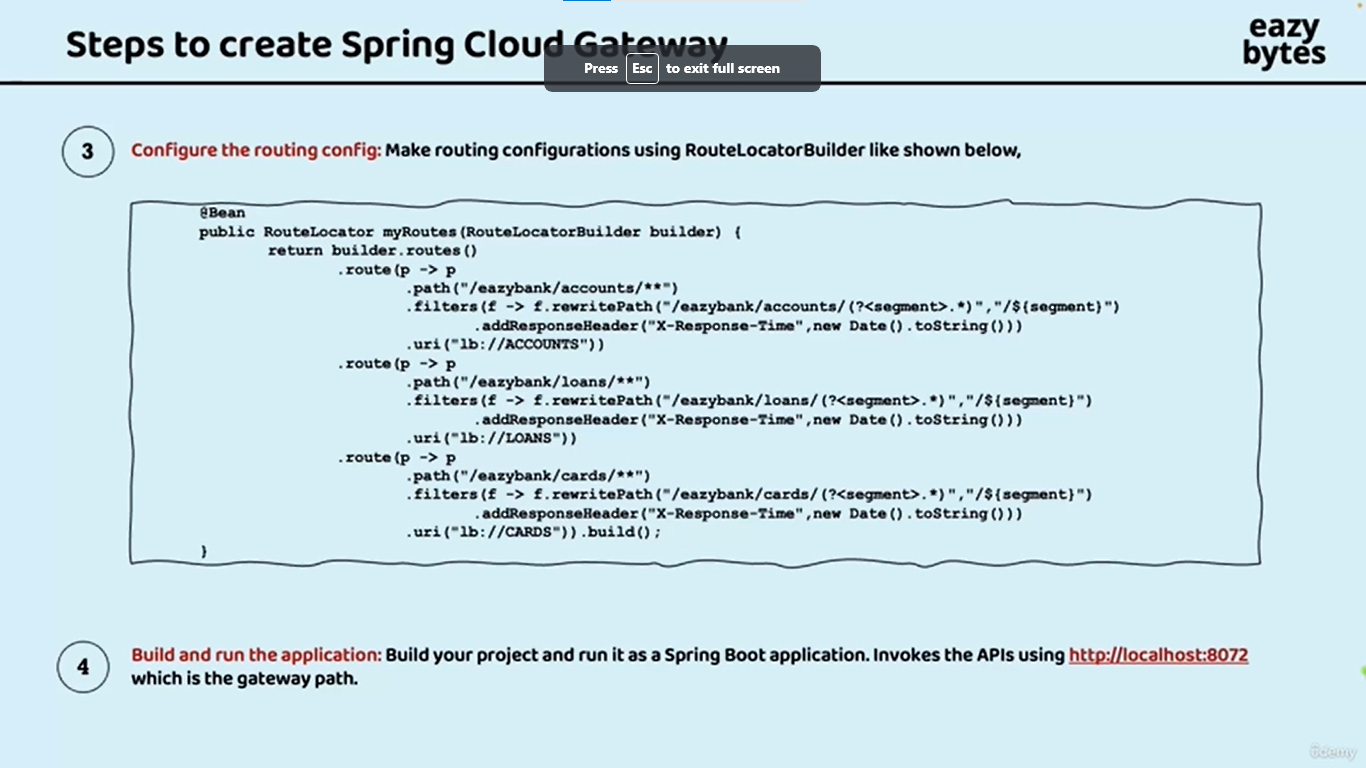 Steps to create Spring Cloud Gateway
eazy
bytes
Press Esc to exit full screen
3
Configure the routing config: Make routing configurations using RouteLocatorBuilder like shown below,
@Bean
public RouteLocator myRoutes(RouteLocatorBuilder builder) {
return builder.routes()
.route(p -> p
.path("/eazybank/accounts/**")
.filters(f -> f.rewritePath("/eazybank/accounts/(?<segment>.*)","/${segment}")
.addResponseHeader("X-Response-Time",new Date().toString()))
.uri("lb://ACCOUNTS"))
.route(p -> p
.path("/eazybank/loans/**")
.filters(f -> f.rewritePath("/eazybank/loans/(?<segment>.*)","/${segment}")
.addResponseHeader("X-Response-Time",new Date().toString()))
.uri("lb://LOANS"))
.route(p -> p
.path("/eazybank/cards/**")
.filters(f -> f.rewritePath("/eazybank/cards/(?<segment>.*)","/${segment}")
.addResponseHeader("X-Response-Time",new Date().toString()))
.uri("lb://CARDS")).build();
}
4
Build and run the application: Build your project and run it as a Spring Boot application. Invokes the APIs using http://localhost:8072
which is the gateway path.
ûdemy